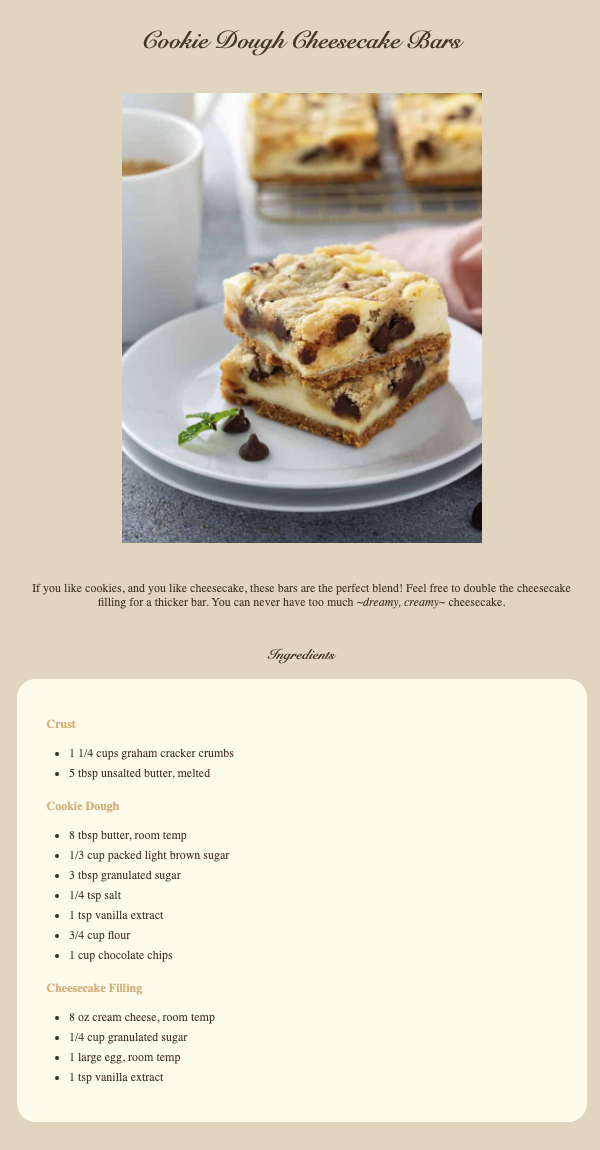 Cookie Dough Cheesecake Bars
If you like cookies, and you like cheesecake, these bars are the perfect blend! Feel free to double the cheesecake
filling for a thicker bar. You can never have too much ~dreamy, creamy~ cheesecake.
Ingredients
Crust
• 1 1/4 cups graham cracker crumbs
• 5 tbsp unsalted butter, melted
Cookie Dough
• 8 tbsp butter, room temp
• 1/3 cup packed light brown sugar
• 3 tbsp granulated sugar
• 1/4 tsp salt
• 1 tsp vanilla extract
• 3/4 cup flour
• 1 cup chocolate chips
Cheesecake Filling
• 8 oz cream cheese, room temp
• 1/4 cup granulated sugar
• 1 large egg, room temp
• 1 tsp vanilla extract